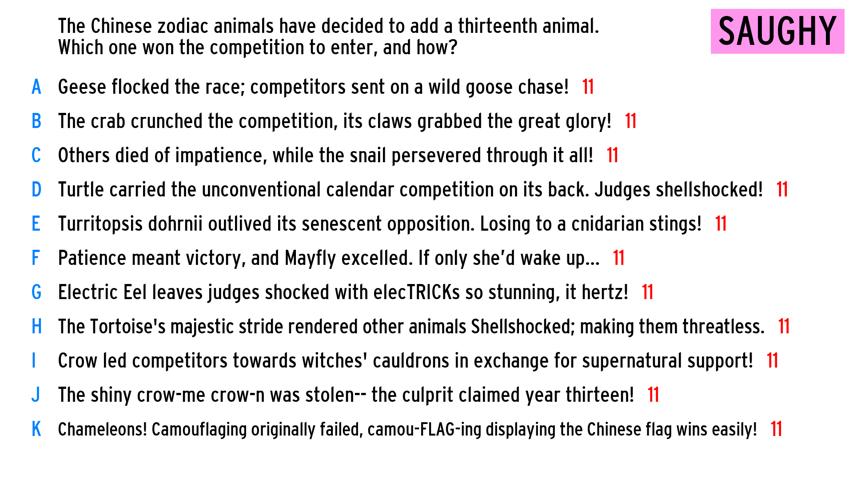 The Chinese zodiac animals have decided to add a thirteenth animal.
Which one won the competition to enter, and how?
SAUGHY
A Geese flocked the race; competitors sent on a wild goose chase! 11
B The crab crunched the competition, its claws grabbed the great glory! 11
C Others died of impatience, while the snail persevered through it all! 11
D Turtle carried the unconventional calendar competition on its back. Judges shellshocked! 11
E Turritopsis dohrnii outlived its senescent opposition. Losing to a cnidarian stings! 11
F Patience meant victory, and Mayfly excelled. If only she'd wake up... 11
G Electric Eel leaves judges shocked with elecTRICKs so stunning, it hertz! 11
H The Tortoise's majestic stride rendered other animals Shellshocked; making them threatless. 11
I Crow led competitors towards witches' cauldrons in exchange for supernatural support! 11
J The shiny crow-me crow-n was stolen-- the culprit claimed year thirteen! 11
K Chameleons! Camouflaging originally failed, camou-FLAG-ing displaying the Chinese flag wins easily! 11